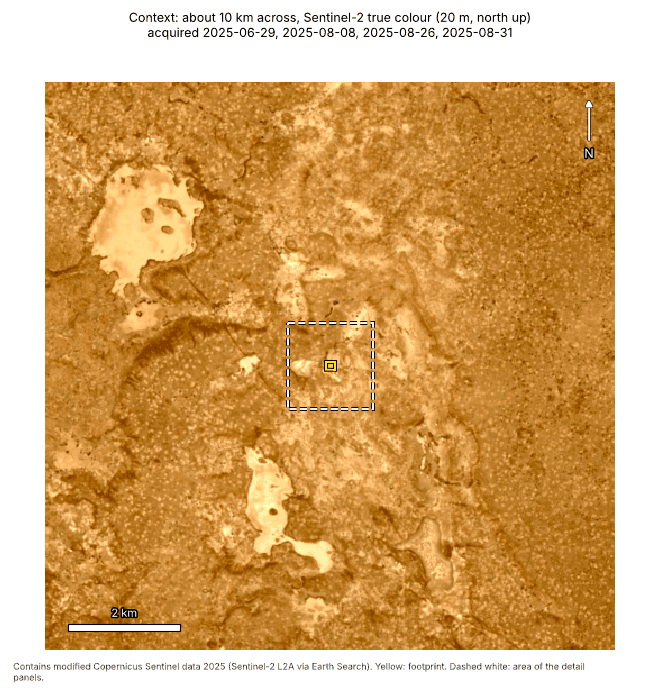 Context: about 10 km across, Sentinel-2 true colour (20 m, north up)
acquired 2025-06-29, 2025-08-08, 2025-08-26, 2025-08-31
N
2 km
Contains modified Copernicus Sentinel data 2025 (Sentinel-2 L2A via Earth Search). Yellow: footprint. Dashed white: area of the detail
panels.